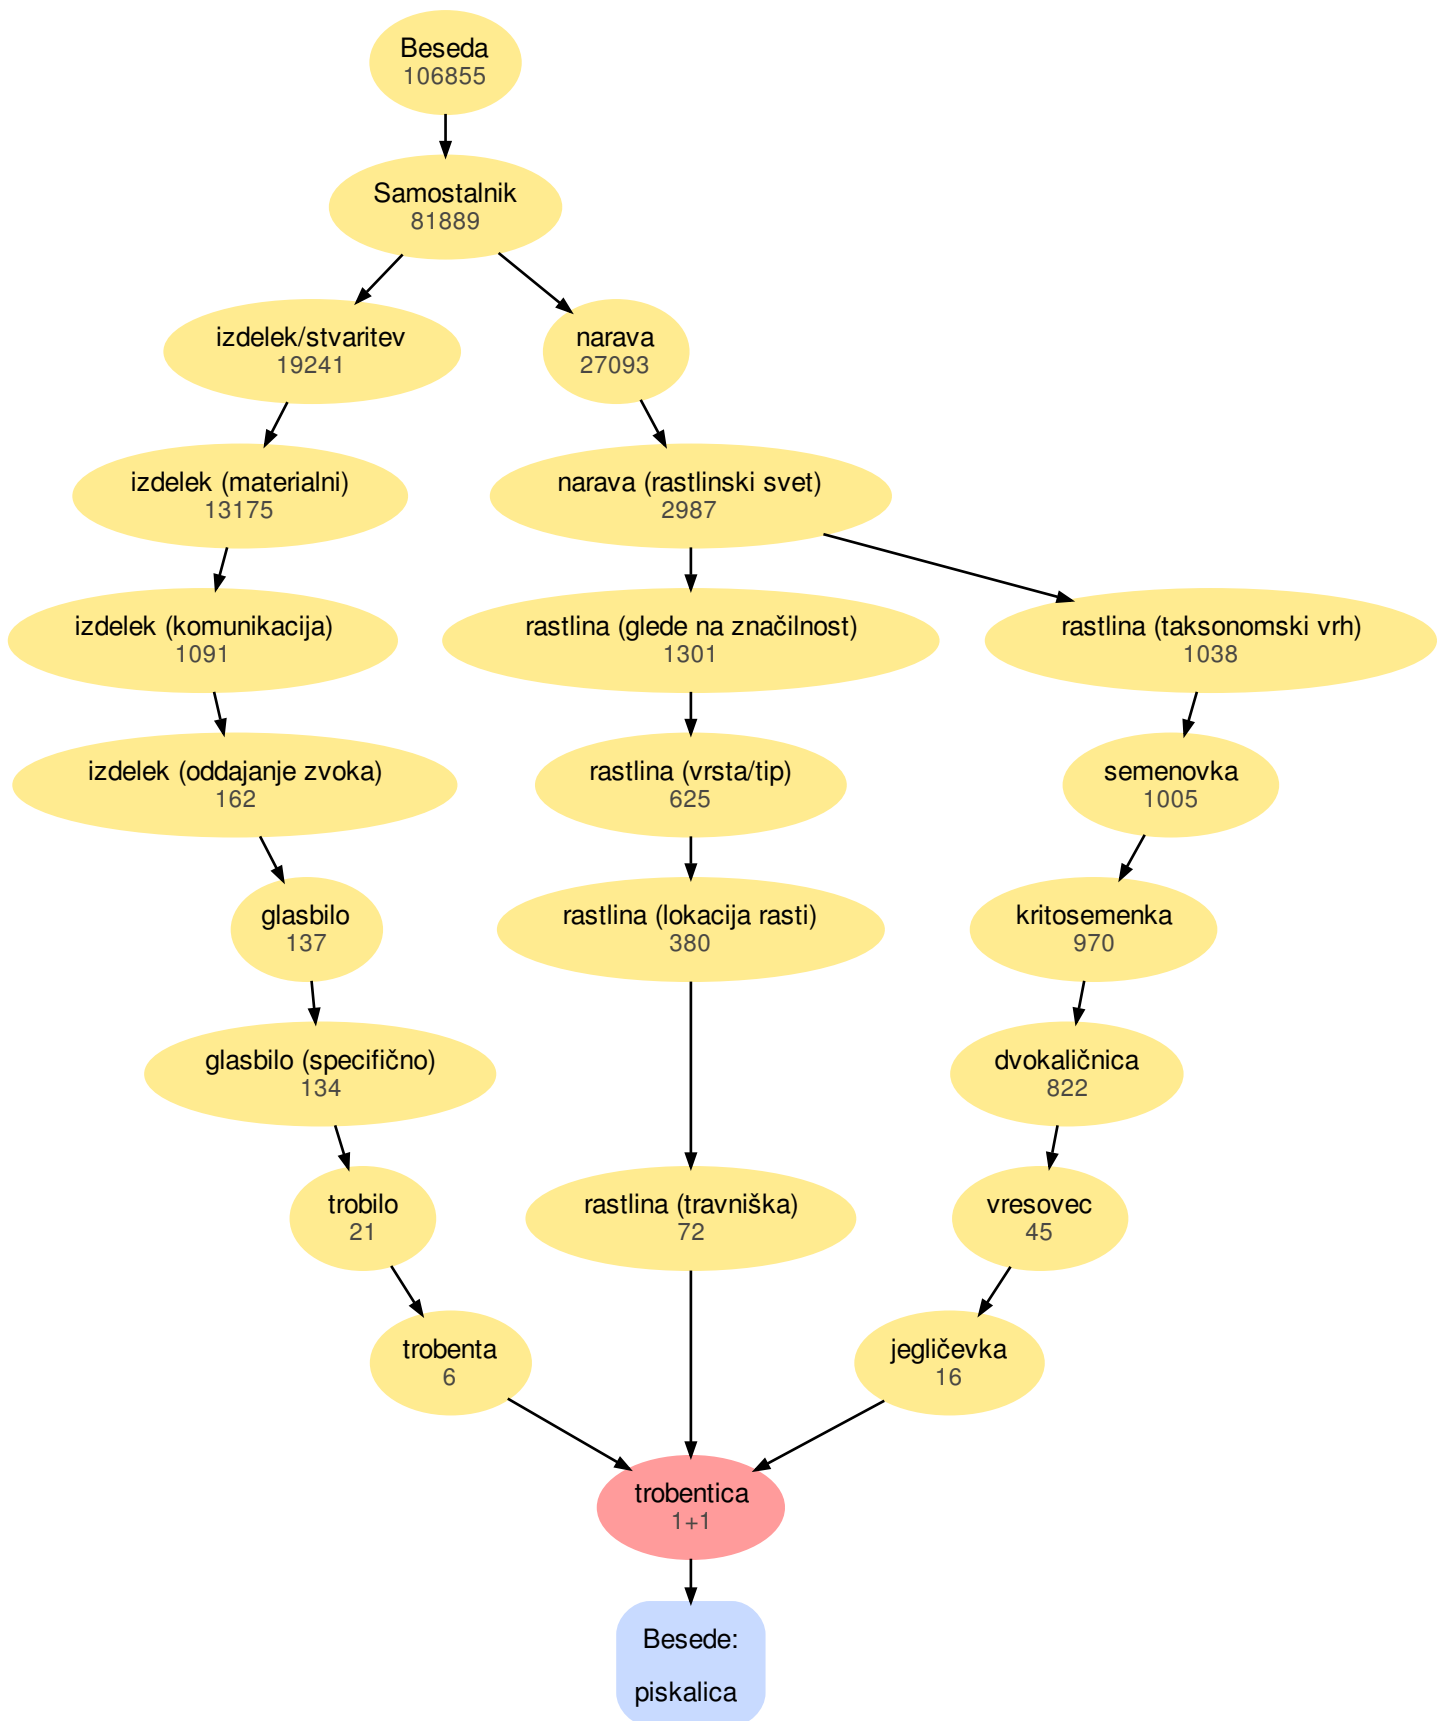 Beseda
106855
Samostalnik
81889
izdelek/stvaritev
19241
narava
27093
izdelek (materialni)
13175
narava (rastlinski svet)
2987
izdelek (komunikacija)
1091
rastlina (glede na značilnost)
1301
rastlina (taksonomski vrh)
1038
izdelek (oddajanje zvoka)
162
rastlina (vrsta/tip)
625
semenovka
1005
glasbilo
137
rastlina (lokacija rasti)
380
kritosemenka
970
glasbilo (specifično)
134
dvokaličnica
822
trobilo
21
rastlina (travniška)
72
vresovec
45
trobenta
6
jegličevka
16
trobentica
1+1
Besede:
piskalica